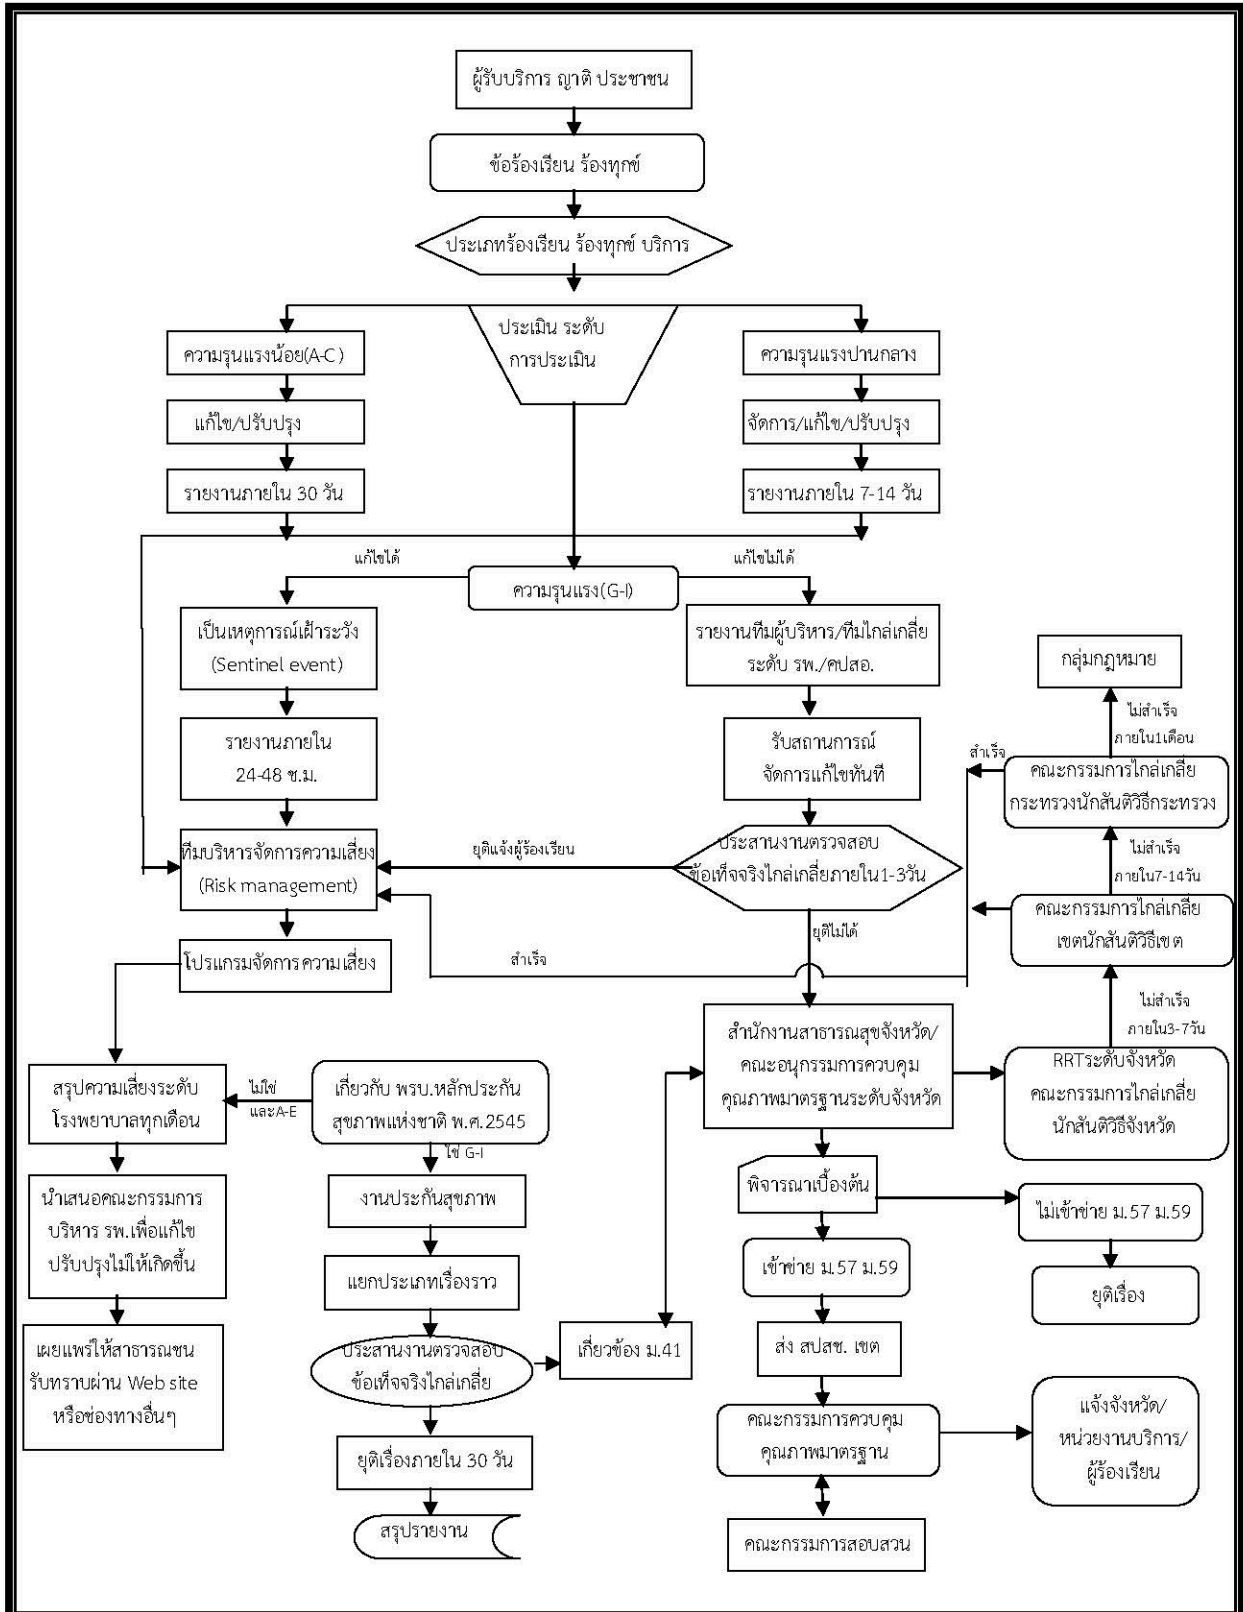 ผู้รับบริการ ญาติ ประชาชน
ข้อร้องเรียน ร้องทุกข์
ประเภทร้องเรียน ร้องทุกข์ บริการ
ประเมิน ระดับ
การประเมิน
ความรุนแรงน้อย(A-C)
ความรุนแรงปานกลาง
แก้ไข/ปรับปรุง
จัดการ/แก้ไข/ปรับปรุง
รายงานภายใน 30 วัน
รายงานภายใน 7-14 วัน
แก้ไขได้
แก้ไขไม่ได้
ความรุนแรง(G-I)
เป็นเหตุการณ์เฝ้าระวัง
(Sentinel event)
รายงานทีมผู้บริหาร/ทีมไกล่เกลี่ย
ระดับ รพ./คปสอ.
กลุ่มกฎหมาย
ไม่สำเร็จ
ภายใน1เดือน
รายงานภายใน
24-48 ช.ม.
รับสถานการณ์
จัดการแก้ไขทันที
สำเร็จ
คณะกรรมการไกล่เกลี่ย
กระทรวงนักสันติวิธีกระทรวง
ทีมบริหารจัดการความเสี่ยง
(Risk management)
ยุติแจ้งผู้ร้องเรียน
ประสานงานตรวจสอบ
ข้อเท็จจริงไกล่เกลี่ยภายใน1-3วัน
ไม่สำเร็จ
ภายใน7-14วัน
คณะกรรมการไกล่เกลี่ย
เขตนักสันติวิธีเขต
ยุติไม่ได้
โปรแกรมจัดการความเสี่ยง
สำเร็จ
ไม่สำเร็จ
ภายใน3-7วัน
สำนักงานสาธารณสุขจังหวัด/
คณะอนุกรรมการควบคุม
คุณภาพมาตรฐานระดับจังหวัด
RRTระดับจังหวัด
คณะกรรมการไกล่เกลี่ย
นักสันติวิธีจังหวัด
สรุปความเสี่ยงระดับ
โรงพยาบาลทุกเดือน
ไม่ใช่
และA-E
เกี่ยวกับ พรบ.หลักประกัน
สุขภาพแห่งชาติ พ.ศ.2545
ใช่ G-I
นำเสนอคณะกรรมการ
บริหาร รพ.เพื่อแก้ไข
ปรับปรุงไม่ให้เกิดขึ้น
งานประกันสุขภาพ
พิจารณาเบื้องต้น
ไม่เข้าข่าย ม.57 ม.59
แยกประเภทเรื่องราว
เข้าข่าย ม.57 ม.59
ยุติเรื่อง
เผยแพร่ให้สาธารณชน
รับทราบผ่าน Web site
หรือช่องทางอื่นๆ
ประสานงานตรวจสอบ
ข้อเท็จจริงไกล่เกลี่ย
เกี่ยวข้อง ม.41
ส่ง สปสช. เขต
คณะกรรมการควบคุม
คุณภาพมาตรฐาน
แจ้งจังหวัด/
หน่วยงานบริการ/
ผู้ร้องเรียน
ยุติเรื่องภายใน 30 วัน
สรุปรายงาน
คณะกรรมการสอบสวน